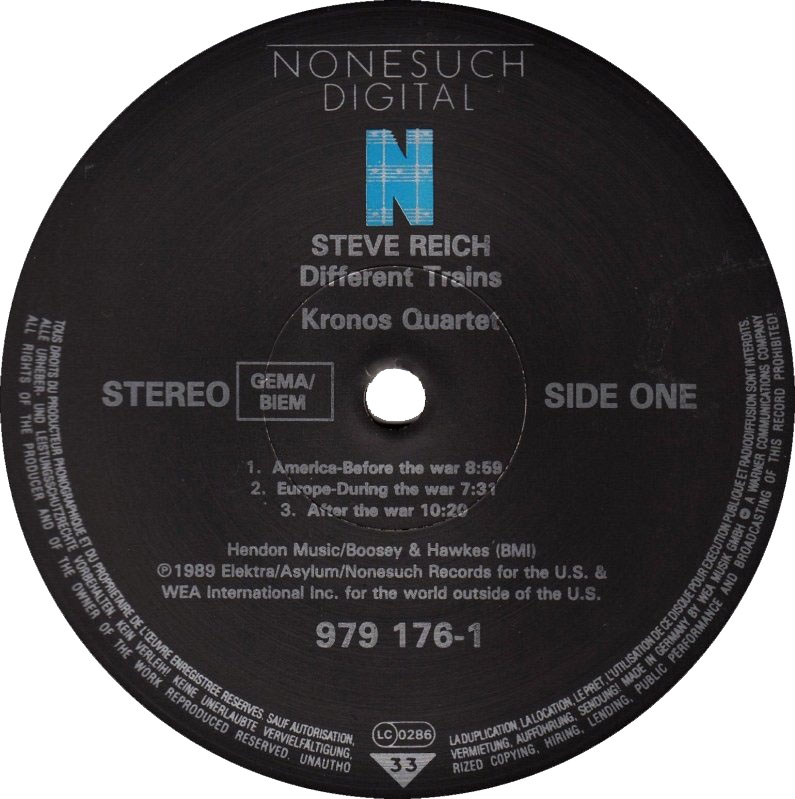 NONESUCH
DIGITAL
N
STEVE REICH
Different Trains
Kronos Quartet
STEREO
GEMA/
BIEM
SIDE ONE
1. America-Before the war 8:59
2. Europe-During the war 7:31
3. After the war 10:20
Hendon Music/Boosey & Hawkes (BMI)
℗1989 Elektra/Asylum/Nonesuch Records for the U.S. &
WEA International Inc. for the world outside of the U.S.
979 176-1
LC 0286
33
TOUS DROITS DU PRODUCTEUR PHONOGRAPHIQUE ET DU PROPRIETAIRE DE L'ŒUVRE ENREGISTREE RESERVES. SAUF AUTORISATION, LA DUPLICATION, LA LOCATION, LE PRET, L'UTILISATION DE CE DISQUE POUR EXECUTION PUBLIQUE ET RADIODIFFUSION SONT INTERDITS.
ALLE URHEBER- UND LEISTUNGSSCHUTZRECHTE VORBEHALTEN. KEIN VERLEIH! KEINE UNERLAUBTE VERVIELFÄLTIGUNG, VERMIETUNG, AUFFÜHRUNG, SENDUNG! MADE IN GERMANY BY WEA MUSIC GMBH A WARNER COMMUNICATIONS COMPANY
ALL RIGHTS OF THE PRODUCER AND OF THE OWNER OF THE WORK REPRODUCED RESERVED. UNAUTHORIZED COPYING, HIRING, LENDING, PUBLIC PERFORMANCE AND BROADCASTING OF THIS RECORD PROHIBITED!